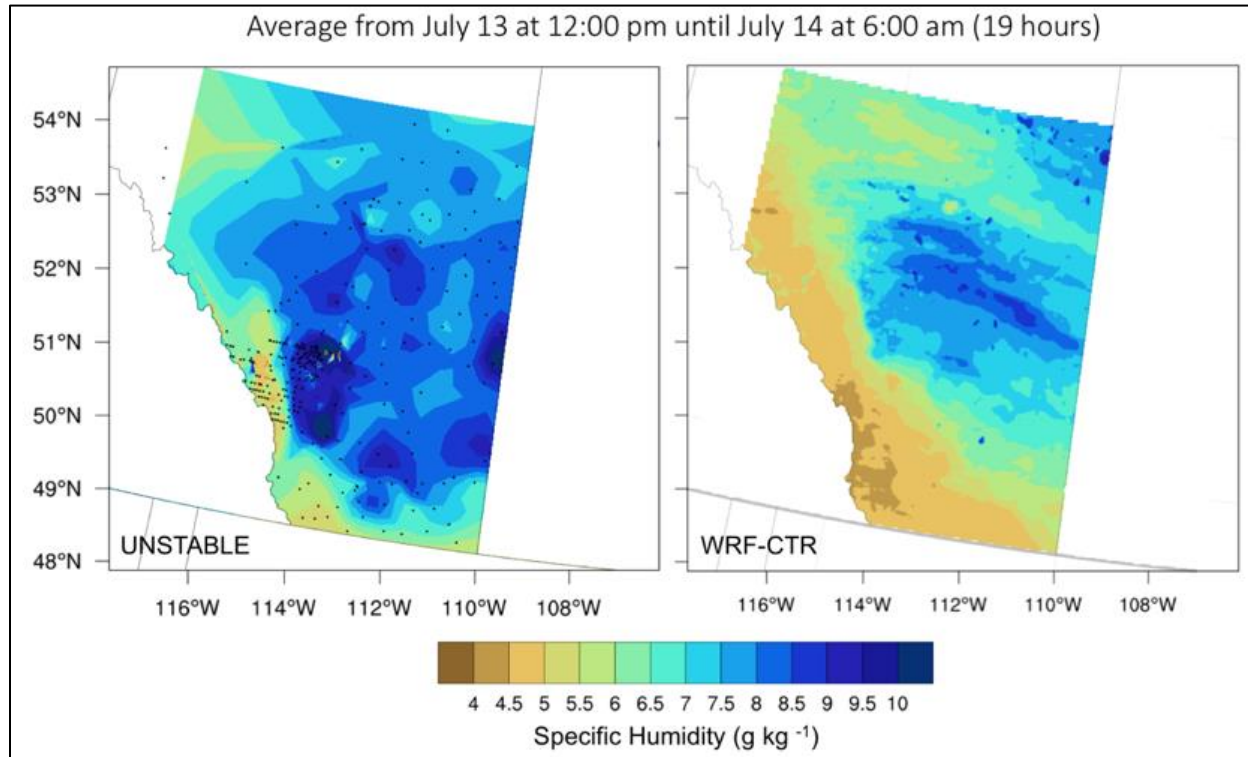 Average from July 13 at 12:00 pm until July 14 at 6:00 am (19 hours)
54°N
53°N
52°N
51°N
50°N
49°N
48°N
UNSTABLE
WRF-CTR
116°W 114°W 112°W 110°W 108°W
116°W 114°W 112°W 110°W 108°W
4 4.5 5 5.5 6 6.5 7 7.5 8 8.5 9 9.5 10
Specific Humidity (g kg -1)